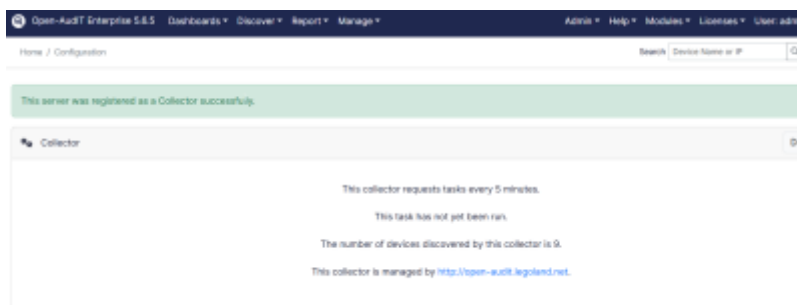 Open-AudIT Enterprise 5.6.5 Dashboards Discover Report Manage Admin Help Modules Licenses User: adm
Home / Configuration Search Device Name or IP
This server was registered as a Collector successfully.
Collector
This collector requests tasks every 5 minutes.
This task has not yet been run.
The number of devices discovered by this collector is 9.
This collector is managed by http://open-audit.legoland.net.